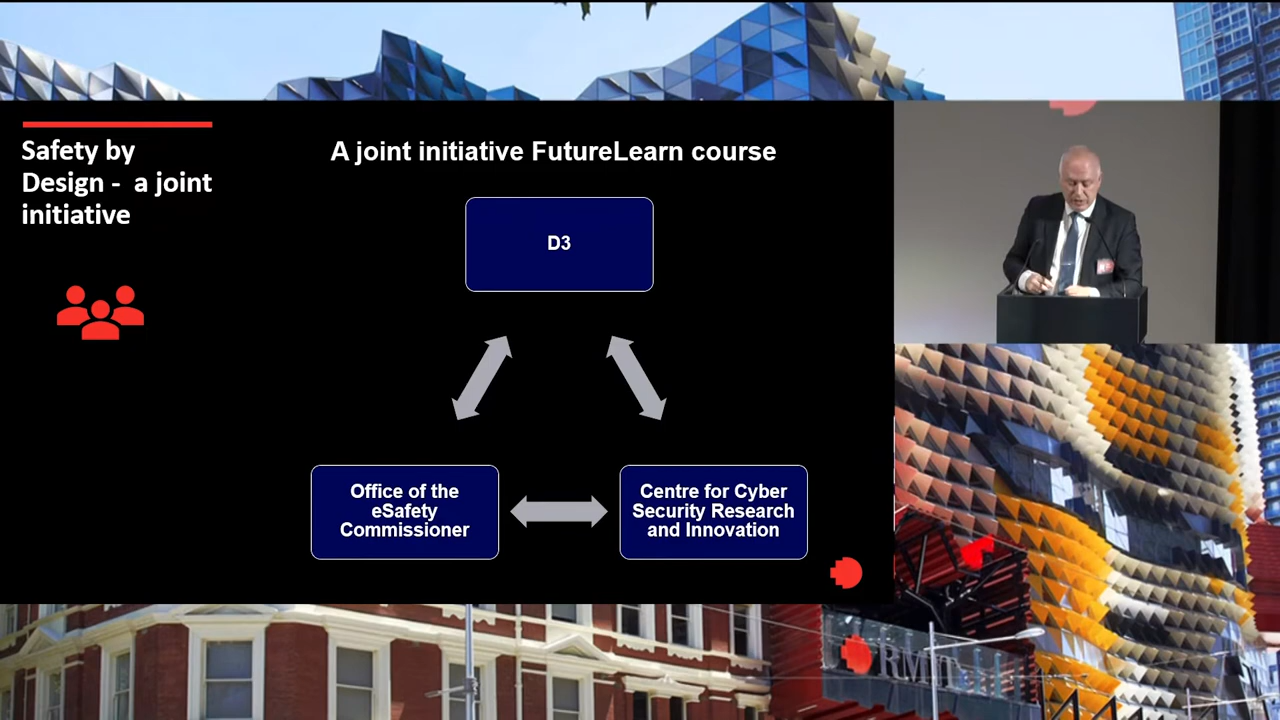 Safety by
Design - a joint
initiative
A joint initiative FutureLearn course
D3
Office of the
eSafety
Commissioner
Centre for Cyber
Security Research
and Innovation
RMIT